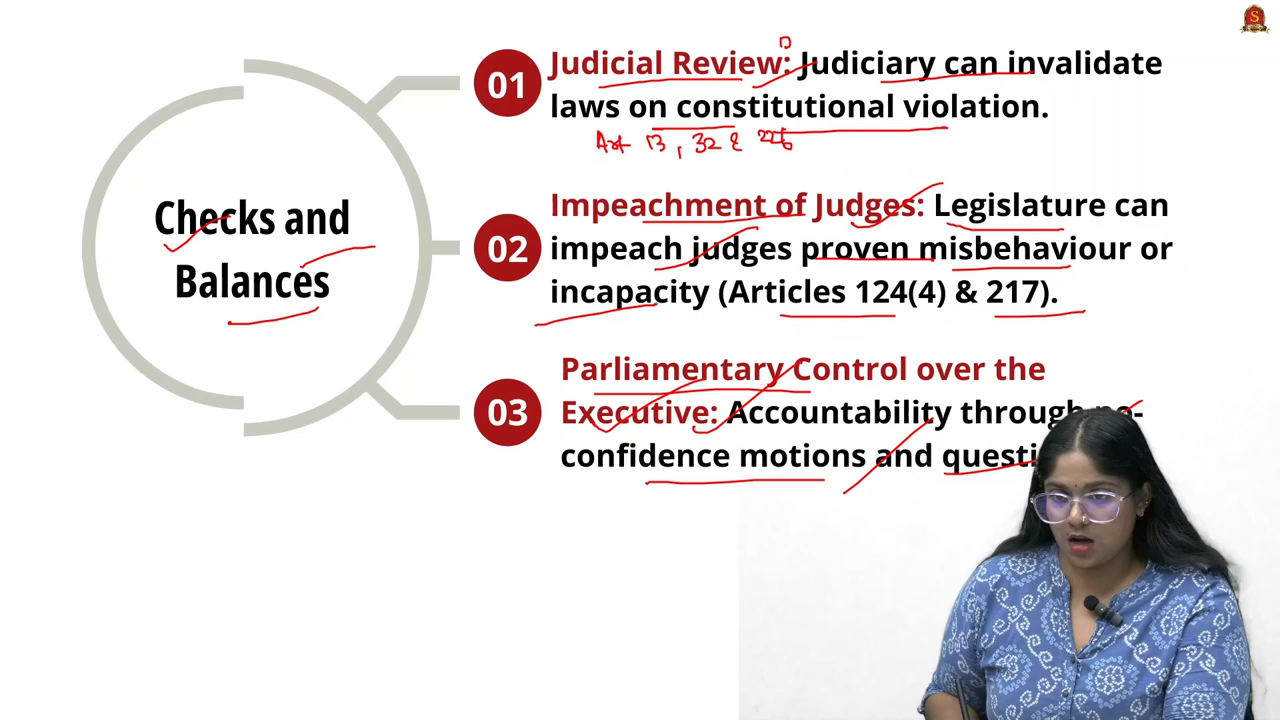 Checks and
Balances
01
Judicial Review: Judiciary can invalidate
laws on constitutional violation.
Art 13, 32 & 226
02
Impeachment of Judges: Legislature can
impeach judges proven misbehaviour or
incapacity (Articles 124(4) & 217).
03
Parliamentary Control over the
Executive: Accountability through no-
confidence motions and